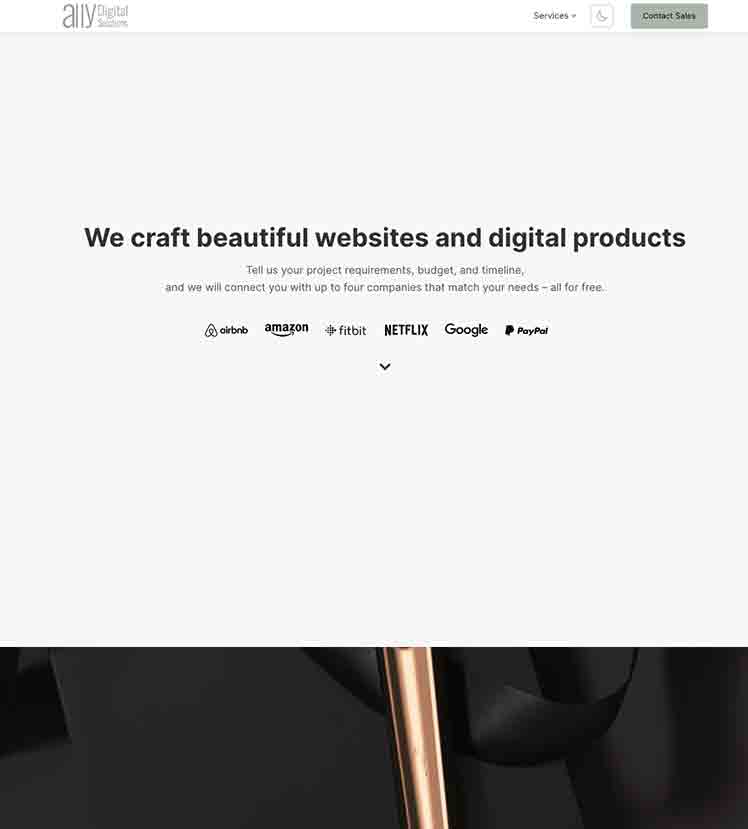 ally Digital
Solutions
Services
Contact Sales
We craft beautiful websites and digital products
Tell us your project requirements, budget, and timeline,
and we will connect you with up to four companies that match your needs – all for free.
airbnb amazon fitbit NETFLIX Google PayPal